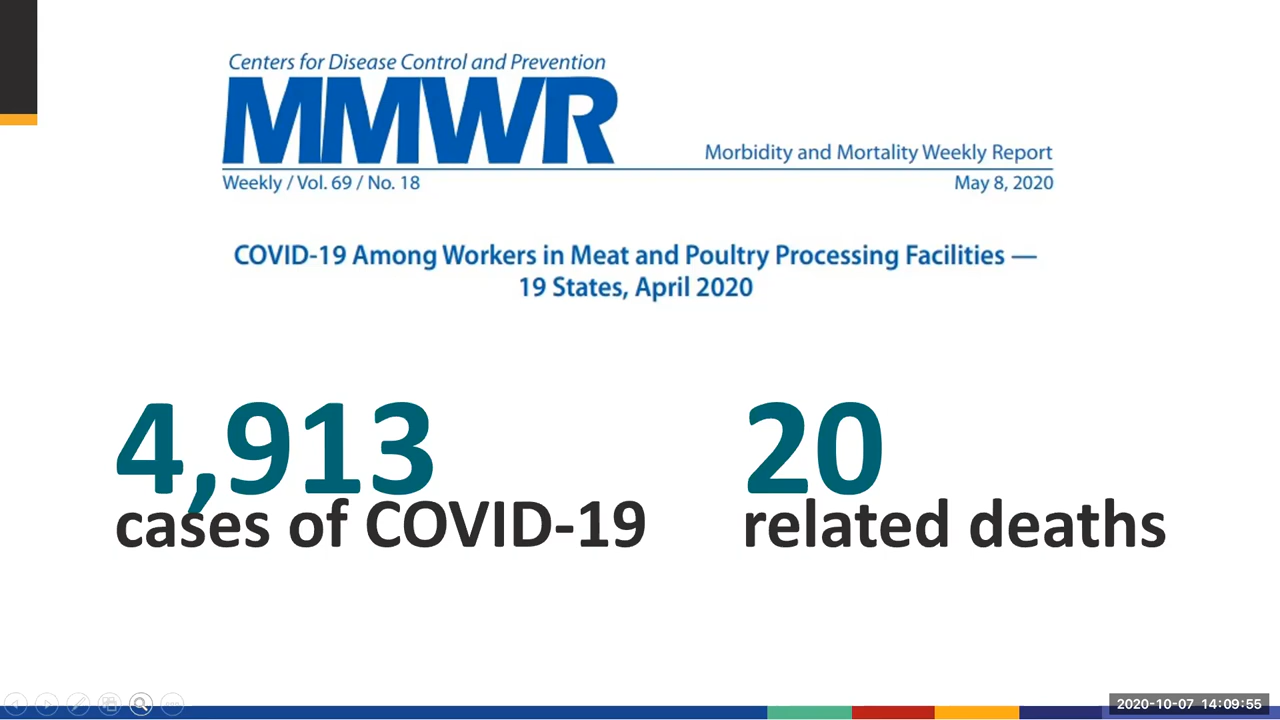 Centers for Disease Control and Prevention
MMWR
Morbidity and Mortality Weekly Report
Weekly / Vol. 69 / No. 18
May 8, 2020
COVID-19 Among Workers in Meat and Poultry Processing Facilities —
19 States, April 2020
4,913
cases of COVID-19
20
related deaths
2020-10-07 14:09:55